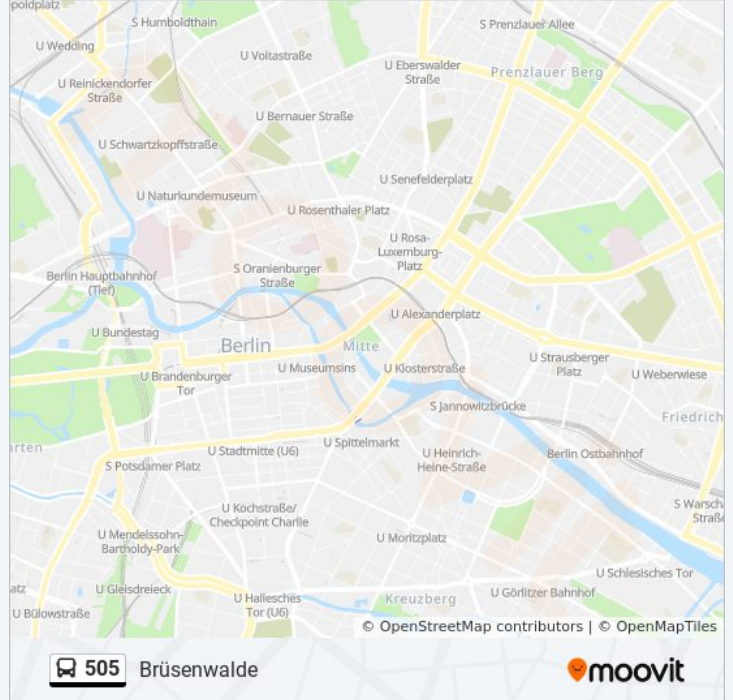 poldplatz
S Humboldthain
S Prenzlauer Allee
U Wedding
U Voltastraße
U Eberswalder
Straße
Prenzlauer Berg
U Reinickendorfer
Straße
U Bernauer Straße
U Schwartzkopffstraße
U Senefelderplatz
U Naturkundemuseum
U Rosenthaler Platz
U Rosa-
Luxemburg-
Platz
S Oranienburger
Straße
Berlin Hauptbahnhof
(Tief)
U Alexanderplatz
U Bundestag
Berlin
Mitte
U Strausberger
Platz
U Museumsins
U Klosterstraße
U Weberwiese
U Brandenburger
Tor
S Jannowitzbrücke
Friedrich
U Spittelmarkt
rten
U Stadtmitte (U6)
U Heinrich-
Heine-Straße
Berlin Ostbahnhof
S Potsdamer Platz
S Warsch
Straße
U Kochstraße/
Checkpoint Charlie
U Mendelssohn-
Bartholdy-Park
U Moritzplatz
U Schlesisches Tor
atz
U Gleisdreieck
U Görlitzer Bahnhof
U Hallesches
Tor (U6)
Kreuzberg
U Bülowstraße
© OpenStreetMap contributors | © OpenMapTiles
505 Brüsenwalde
moovit